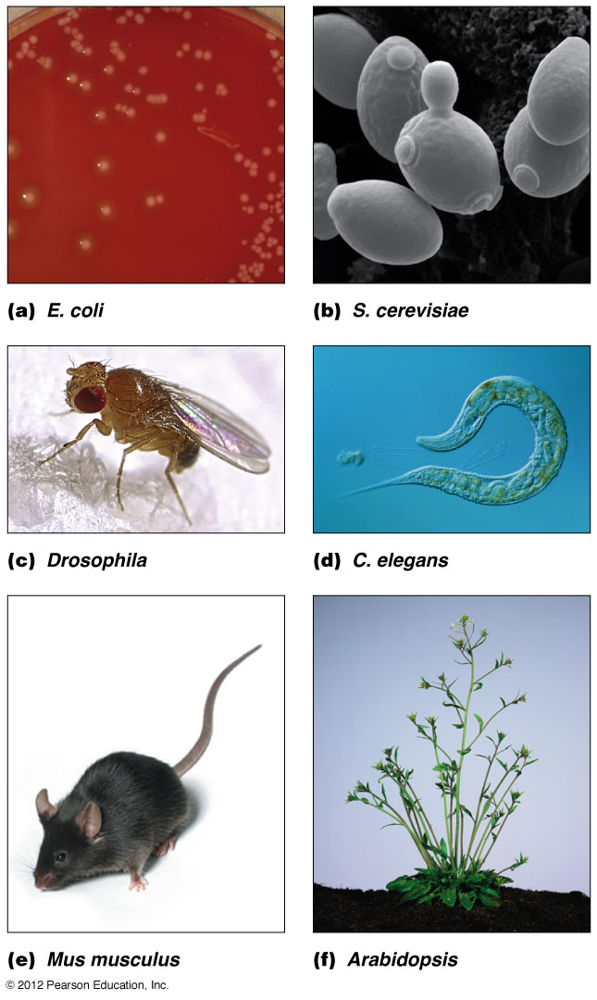 (a) E. coli
(b) S. cerevisiae
(c) Drosophila
(d) C. elegans
(e) Mus musculus
(f) Arabidopsis
© 2012 Pearson Education, Inc.